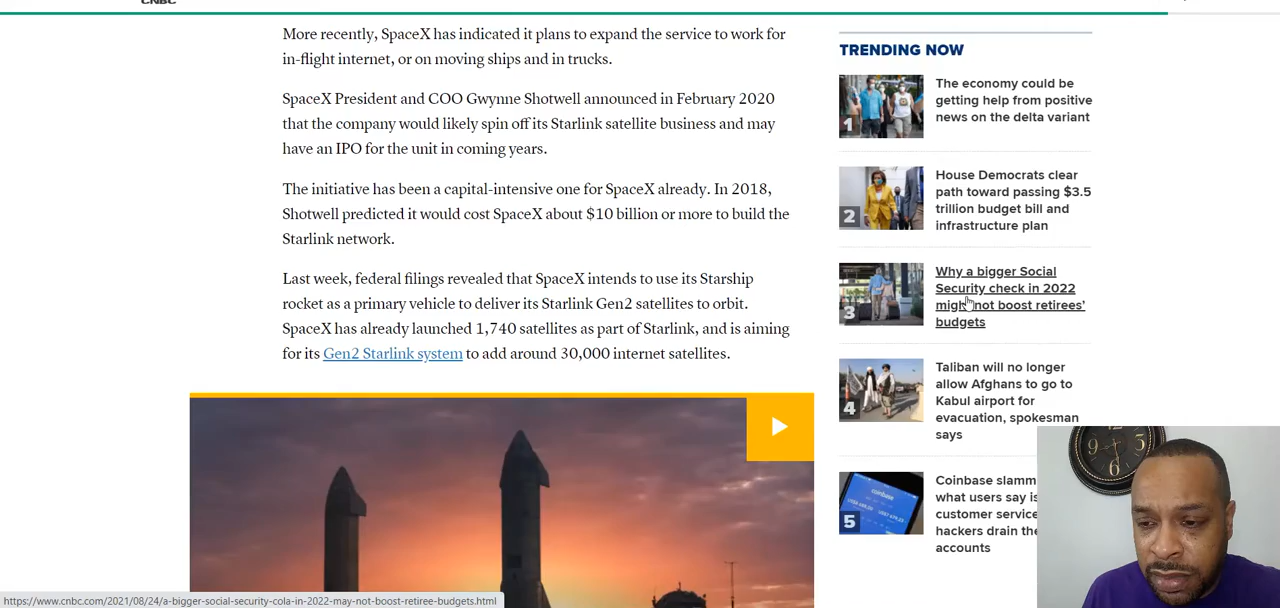 CNBC
More recently, SpaceX has indicated it plans to expand the service to work for
in-flight internet, or on moving ships and in trucks.
SpaceX President and COO Gwynne Shotwell announced in February 2020
that the company would likely spin off its Starlink satellite business and may
have an IPO for the unit in coming years.
The initiative has been a capital-intensive one for SpaceX already. In 2018,
Shotwell predicted it would cost SpaceX about $10 billion or more to build the
Starlink network.
Last week, federal filings revealed that SpaceX intends to use its Starship
rocket as a primary vehicle to deliver its Starlink Gen2 satellites to orbit.
SpaceX has already launched 1,740 satellites as part of Starlink, and is aiming
for its Gen2 Starlink system to add around 30,000 internet satellites.
TRENDING NOW
1
The economy could be
getting help from positive
news on the delta variant
2
House Democrats clear
path toward passing $3.5
trillion budget bill and
infrastructure plan
3
Why a bigger Social
Security check in 2022
might not boost retirees'
budgets
4
Taliban will no longer
allow Afghans to go to
Kabul airport for
evacuation, spokesman
says
5
coinbase
Coinbase slamm
what users say is
customer service
hackers drain the
accounts
https://www.cnbc.com/2021/08/24/a-bigger-social-security-cola-in-2022-may-not-boost-retiree-budgets.html